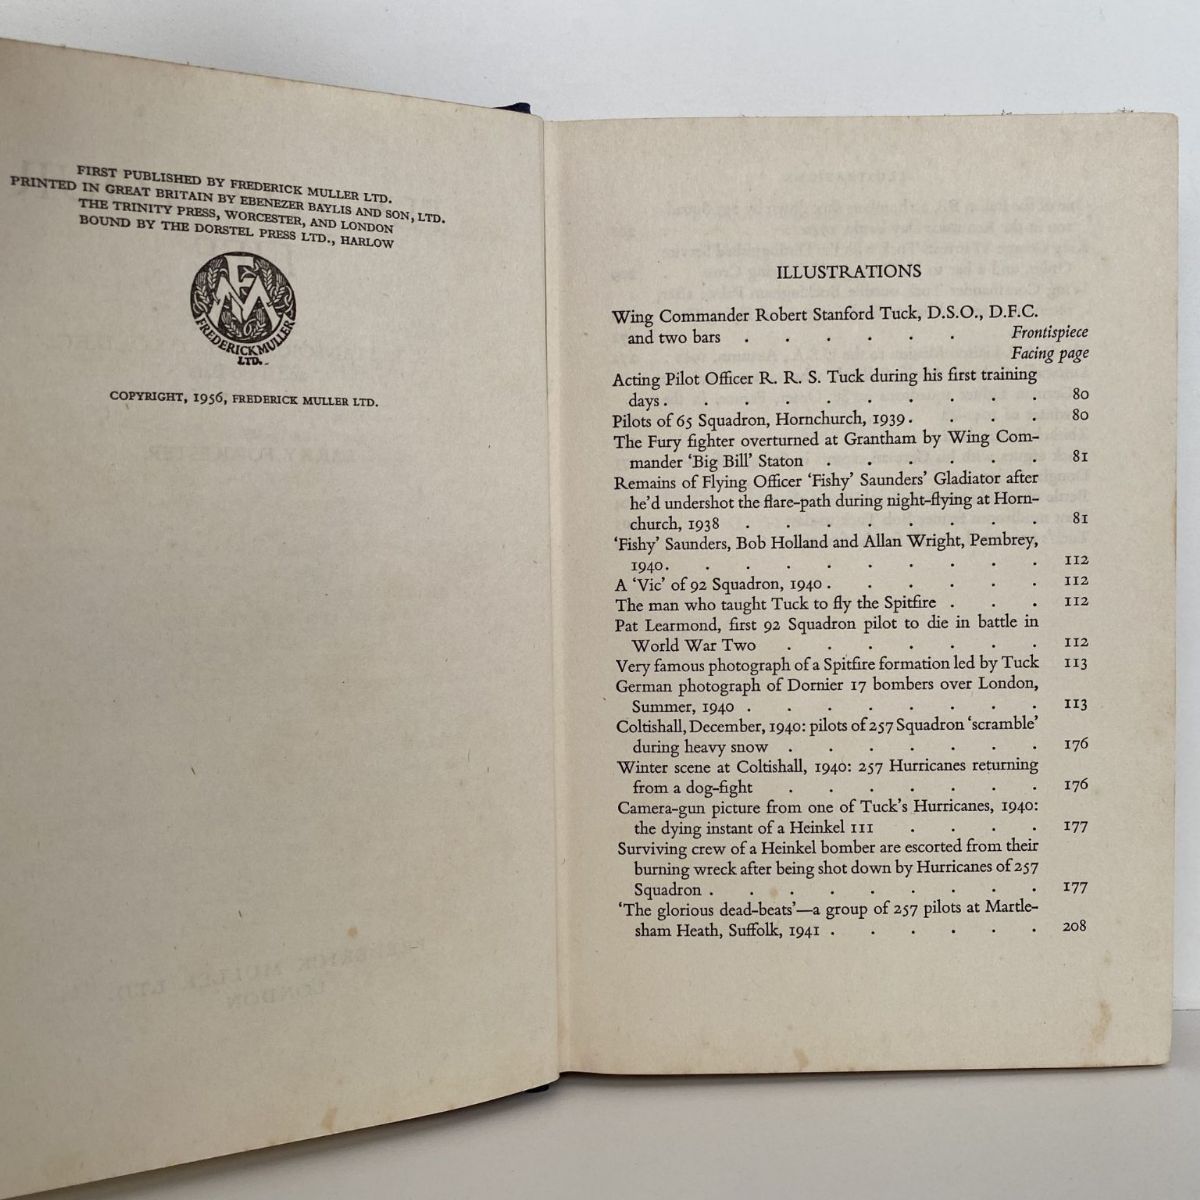 FIRST PUBLISHED BY FREDERICK MULLER LTD.
PRINTED IN GREAT BRITAIN BY EBENEZER BAYLIS AND SON, LTD.
THE TRINITY PRESS, WORCESTER, AND LONDON
BOUND BY THE DORSTEL PRESS LTD., HARLOW
FM
FREDERICK MULLER
LTD.
COPYRIGHT, 1956, FREDERICK MULLER LTD.
ILLUSTRATIONS
Wing Commander Robert Stanford Tuck, D.S.O., D.F.C.
and two bars . . . . . . Frontispiece
Facing page
Acting Pilot Officer R. R. S. Tuck during his first training
days . . . . . . . . . 80
Pilots of 65 Squadron, Hornchurch, 1939 . . . . 80
The Fury fighter overturned at Grantham by Wing Com-
mander ‘Big Bill’ Staton . . . . . . 81
Remains of Flying Officer ‘Fishy’ Saunders’ Gladiator after
he’d undershot the flare-path during night-flying at Horn-
church, 1938 . . . . . . . . 81
‘Fishy’ Saunders, Bob Holland and Allan Wright, Pembrey,
1940 . . . . . . . . . . 112
A ‘Vic’ of 92 Squadron, 1940 . . . . . . 112
The man who taught Tuck to fly the Spitfire . . . 112
Pat Learmond, first 92 Squadron pilot to die in battle in
World War Two . . . . . . . 112
Very famous photograph of a Spitfire formation led by Tuck 113
German photograph of Dornier 17 bombers over London,
Summer, 1940 . . . . . . . . 113
Coltishall, December, 1940: pilots of 257 Squadron ‘scramble’
during heavy snow . . . . . . . 176
Winter scene at Coltishall, 1940: 257 Hurricanes returning
from a dog-fight . . . . . . . 176
Camera-gun picture from one of Tuck’s Hurricanes, 1940:
the dying instant of a Heinkel 111 . . . . 177
Surviving crew of a Heinkel bomber are escorted from their
burning wreck after being shot down by Hurricanes of 257
Squadron . . . . . . . . . 177
‘The glorious dead-beats’—a group of 257 pilots at Martle-
sham Heath, Suffolk, 1941 . . . . . . 208